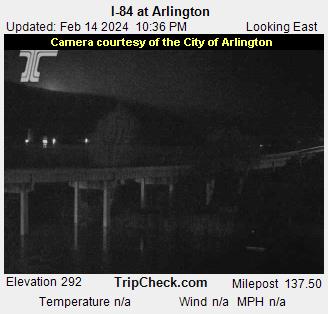 I-84 at Arlington
Updated: Feb 14 2024 10:36 PM Looking East
Camera courtesy of the City of Arlington
Elevation 292 TripCheck.com Milepost 137.50
Temperature n/a Wind n/a MPH n/a